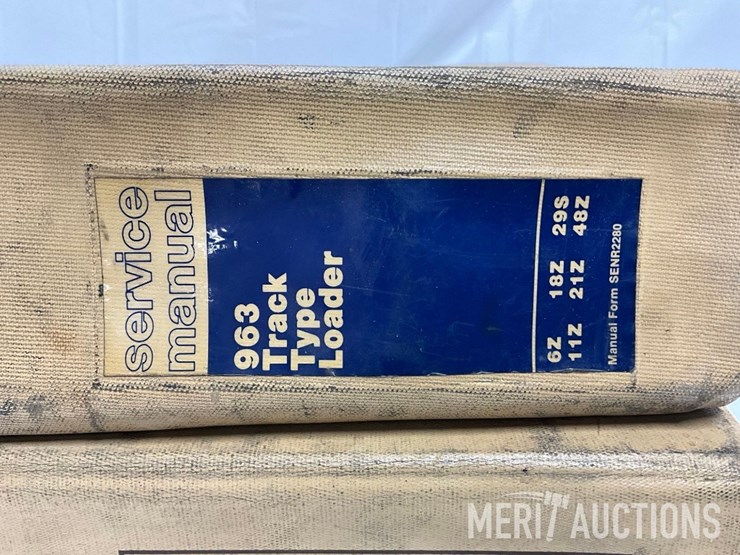 service
manual
963
Track
Type
Loader
6Z 18Z 29S
11Z 21Z 48Z
Manual Form SENR2280
MERIT AUCTIONS